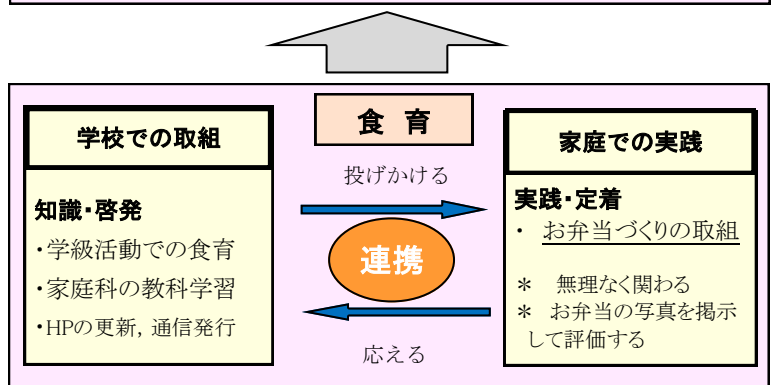 食 育
学校での取組
知識・啓発
・学級活動での食育
・家庭科の教科学習
・HPの更新, 通信発行
投げかける
連携
応える
家庭での実践
実践・定着
・ お弁当づくりの取組
＊ 無理なく関わる
＊ お弁当の写真を掲示
して評価する